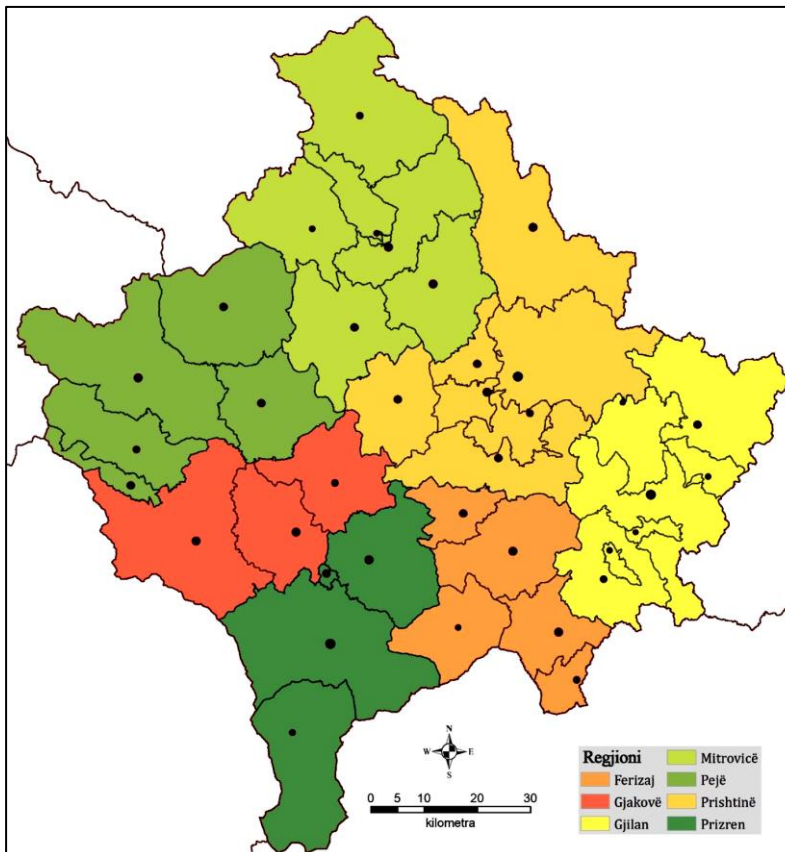 N
W E
S
0 5 10 20 30
kilometra
Regjioni
Ferizaj
Gjakovë
Gjilan
Mitrovicë
Pejë
Prishtinë
Prizren